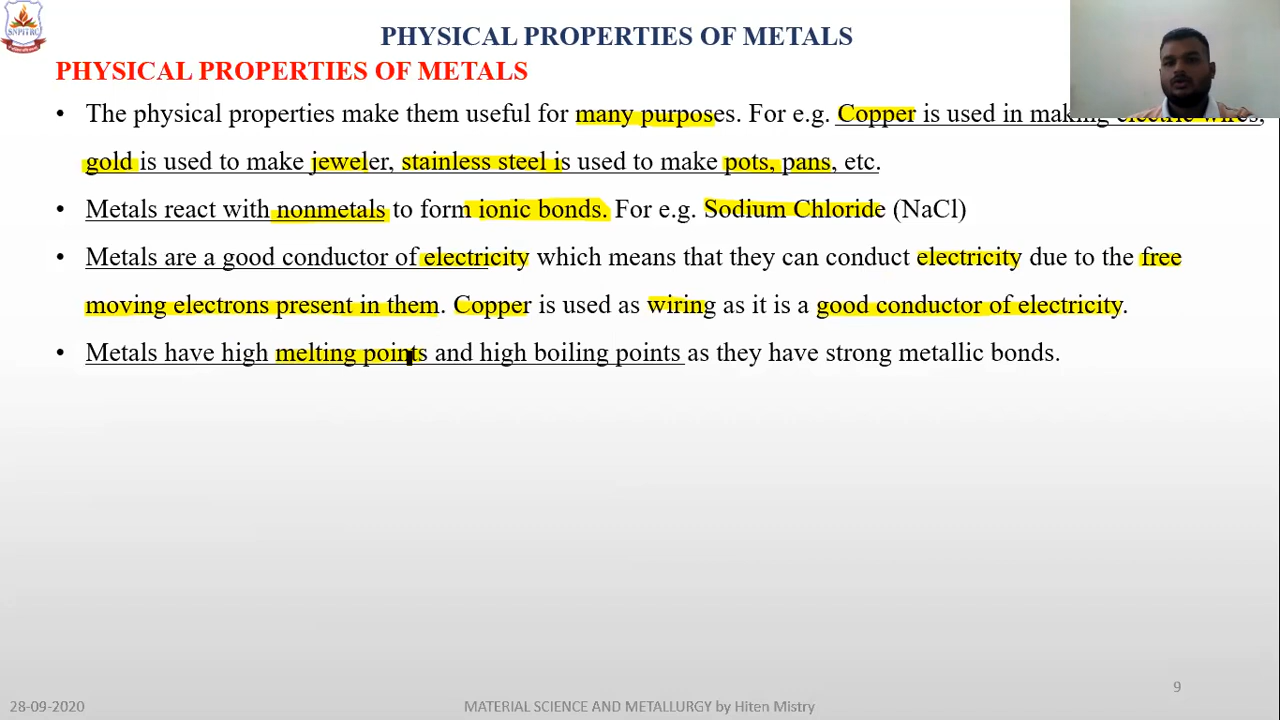 SNPITRC
PHYSICAL PROPERTIES OF METALS
PHYSICAL PROPERTIES OF METALS
• The physical properties make them useful for many purposes. For e.g. Copper is used in making electric wires,
gold is used to make jeweler, stainless steel is used to make pots, pans, etc.
• Metals react with nonmetals to form ionic bonds. For e.g. Sodium Chloride (NaCl)
• Metals are a good conductor of electricity which means that they can conduct electricity due to the free
moving electrons present in them. Copper is used as wiring as it is a good conductor of electricity.
• Metals have high melting points and high boiling points as they have strong metallic bonds.
9
28-09-2020
MATERIAL SCIENCE AND METALLURGY by Hiten Mistry